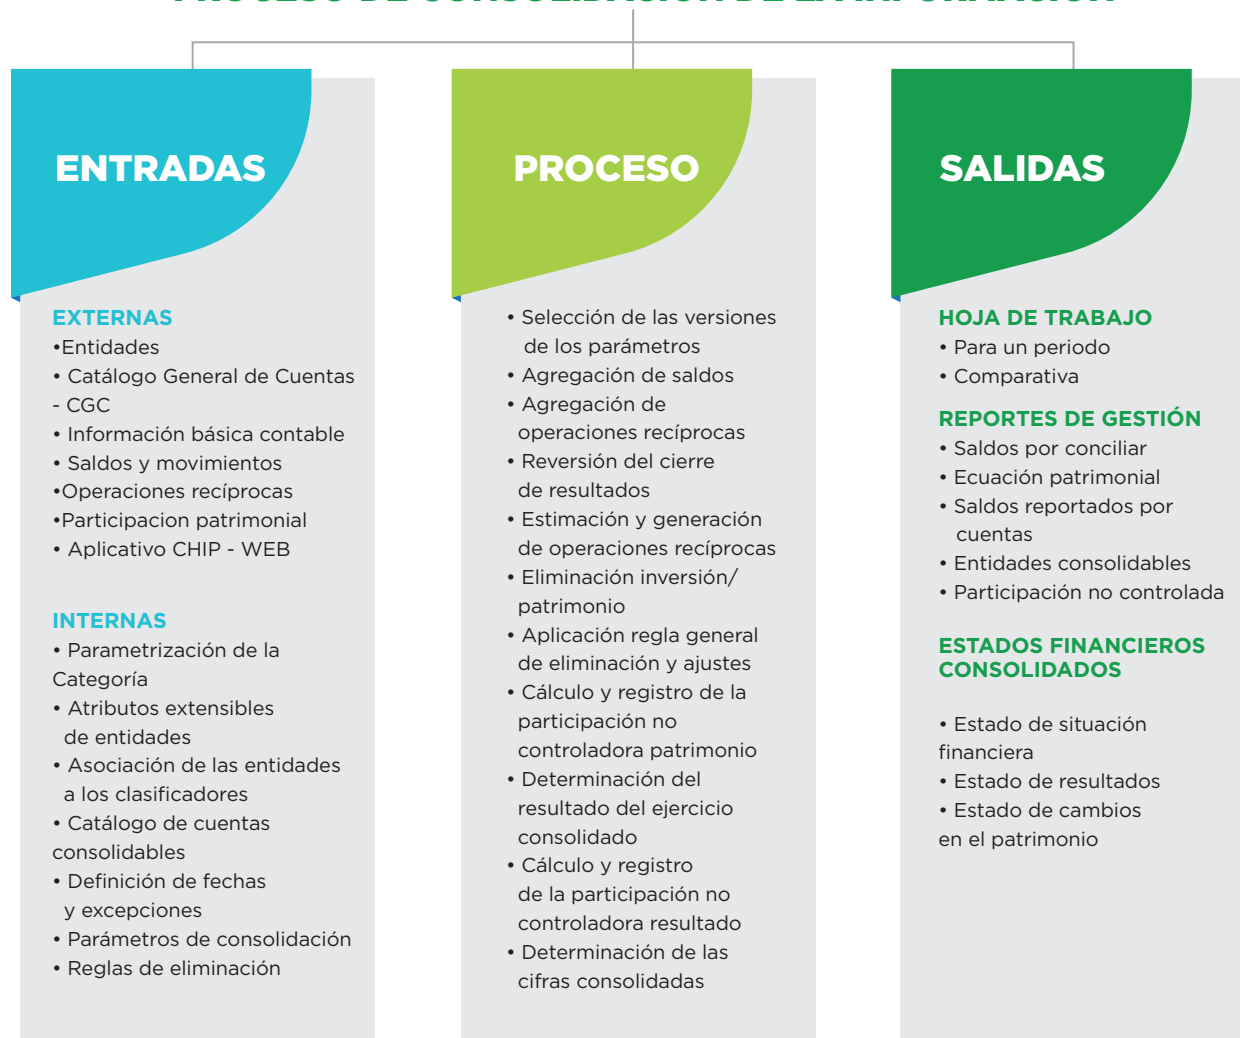 PROCESO DE CONSOLIDACIÓN DE LA INFORMACIÓN
ENTRADAS
EXTERNAS
•Entidades
• Catálogo General de Cuentas
- CGC
• Información básica contable
• Saldos y movimientos
•Operaciones recíprocas
•Participacion patrimonial
• Aplicativo CHIP - WEB
INTERNAS
• Parametrización de la
Categoría
• Atributos extensibles
de entidades
• Asociación de las entidades
a los clasificadores
• Catálogo de cuentas
consolidables
• Definición de fechas
y excepciones
• Parámetros de consolidación
• Reglas de eliminación
PROCESO
• Selección de las versiones
de los parámetros
• Agregación de saldos
• Agregación de
operaciones recíprocas
• Reversión del cierre
de resultados
• Estimación y generación
de operaciones recíprocas
• Eliminación inversión/
patrimonio
• Aplicación regla general
de eliminación y ajustes
• Cálculo y registro de la
participación no
controladora patrimonio
• Determinación del
resultado del ejercicio
consolidado
• Cálculo y registro
de la participación no
controladora resultado
• Determinación de las
cifras consolidadas
SALIDAS
HOJA DE TRABAJO
• Para un periodo
• Comparativa
REPORTES DE GESTIÓN
• Saldos por conciliar
• Ecuación patrimonial
• Saldos reportados por
cuentas
• Entidades consolidables
• Participación no controlada
ESTADOS FINANCIEROS
CONSOLIDADOS
• Estado de situación
financiera
• Estado de resultados
• Estado de cambios
en el patrimonio